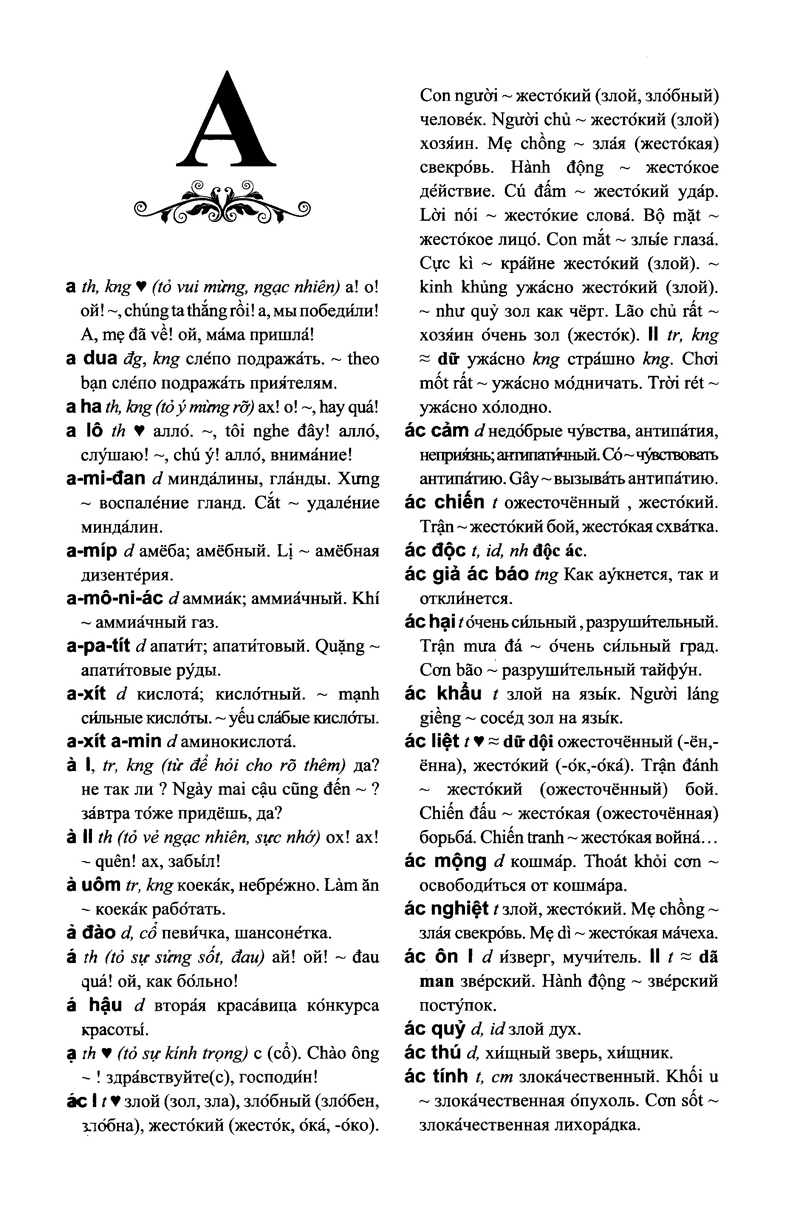 A
a th, kng ♥ (tỏ vui mừng, ngạc nhiên) а! о!
ой! ~, chúng ta thắng rồi! а, мы победи́ли!
A, mẹ đã về! ой, ма́ма пришла́!
a dua đg, kng сле́по подража́ть. ~ theo
bạn сле́по подража́ть прия́телям.
a ha th, kng (tỏ ý mừng rỡ) ах! о! ~, hay quá!
a lô th ♥ алло́. ~, tôi nghe đây! алло́,
слу́шаю! ~, chú ý! алло́, внима́ние!
a-mi-đan d минда́лины, гла́нды. Xưng
~ воспале́ние гланд. Cắt ~ удале́ние
минда́лин.
a-míp d амёба; амёбный. Lị ~ амёбная
дизентери́я.
a-mô-ni-ác d аммиа́к; аммиа́чный. Khí
~ аммиа́чный газ.
a-pa-tít d апати́т; апати́товый. Quặng ~
апати́товые ру́ды.
a-xít d кислота́; кисло́тный. ~ mạnh
си́льные кисло́ты. ~ yếu сла́бые кисло́ты.
a-xít a-min d аминокислота́.
à I, tr, kng (từ để hỏi cho rõ thêm) да?
не так ли ? Ngày mai cậu cũng đến ~ ?
за́втра то́же придёшь, да?
à II th (tỏ vẻ ngạc nhiên, sực nhớ) ох! ах!
~ quên! ах, забы́л!
à uôm tr, kng коека́к, небре́жно. Làm ăn
~ коека́к рабо́тать.
ả đào d, cổ певи́чка, шансоне́тка.
á th (tỏ sự sửng sốt, đau) ай! ой! ~ đau
quá! ой, как бо́льно!
á hậu d втора́я краса́вица ко́нкурса
красоты́.
ạ th ♥ (tỏ sự kính trọng) с (cổ). Chào ông
~ ! здра́вствуйте(с), господи́н!
ác I t ♥ злой (зол, зла), зло́бный (зло́бен,
зло́бна), жесто́кий (жесто́к, о́ка́, -о́ко).
Con người ~ жесто́кий (злой, зло́бный)
челове́к. Người chủ ~ жесто́кий (злой)
хозя́ин. Mẹ chồng ~ зла́я (жесто́кая)
свекро́вь. Hành động ~ жесто́кое
де́йствие. Cú đấm ~ жесто́кий уда́р.
Lời nói ~ жесто́кие слова́. Bộ mặt ~
жесто́кое лицо́. Con mắt ~ злы́е глаза́.
Cực kì ~ кра́йне жесто́кий (злой). ~
kinh khủng ужа́сно жесто́кий (злой).
~ như quỷ зол как чёрт. Lão chủ rất ~
хозя́ин о́чень зол (жесто́к). II tr, kng
≈ dữ ужа́сно kng стра́шно kng. Chơi
mốt rất ~ ужа́сно мо́дничать. Trời rét ~
ужа́сно хо́лодно.
ác cảm d недо́брые чу́вства, антипа́тия,
неприя́знь; антипати́чный. Có ~ чу́вствовать
антипа́тию. Gây ~ вызыва́ть антипа́тию.
ác chiến t ожесточённый , жесто́кий.
Trận ~ жесто́кий бой, жесто́кая схва́тка.
ác độc t, id, nh độc ác.
ác giả ác báo tng Как ау́кнется, так и
откли́нется.
ác hại t о́чень си́льный , разруши́тельный.
Trận mưa đá ~ о́чень си́льный град.
Cơn bão ~ разруши́тельный тайфу́н.
ác khẩu t злой на язы́к. Người láng
giềng ~ сосе́д зол на язы́к.
ác liệt t ♥ ≈ dữ dội ожесточённый (-ён,-
ённа), жесто́кий (-о́к,-ока́). Trận đánh
~ жесто́кий (ожесточённый) бой.
Chiến đấu ~ жесто́кая (ожесточённая)
борьба́. Chiến tranh ~ жесто́кая война́…
ác mộng d кошма́р. Thoát khỏi cơn ~
освободи́ться от кошма́ра.
ác nghiệt t злой, жесто́кий. Mẹ chồng ~
зла́я свекро́вь. Mẹ dì ~ жесто́кая ма́чеха.
ác ôn I d и́зверг, мучи́тель. II t ≈ dã
man зве́рский. Hành động ~ зве́рский
посту́пок.
ác quỷ d, id злой дух.
ác thú d, хи́щный зверь, хи́щник.
ác tính t, cm злока́чественный. Khối u
~ злока́чественная о́пухоль. Cơn sốt ~
злока́чественная лихора́дка.